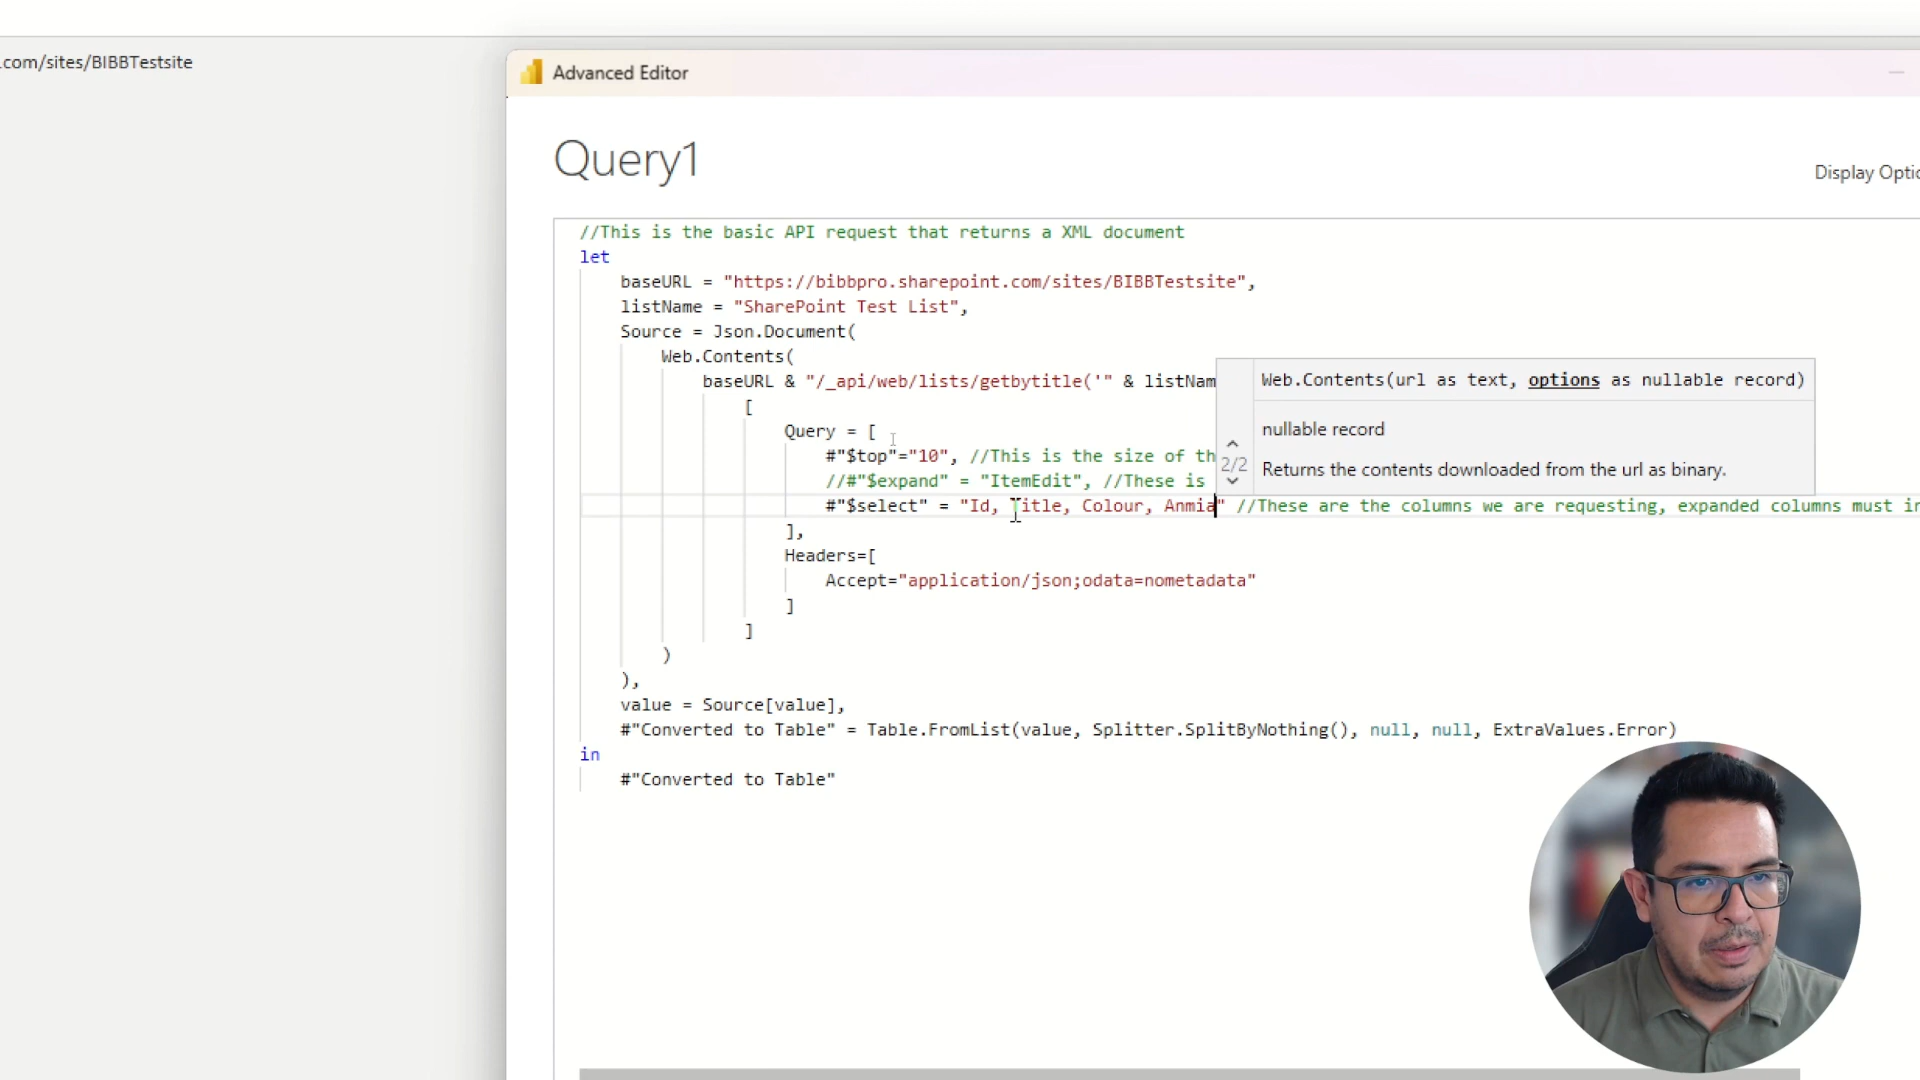 .com/sites/BIBBTestsite
Advanced Editor
Query1
Display Optio
//This is the basic API request that returns a XML document
let
baseURL = "https://bibbpro.sharepoint.com/sites/BIBBTestsite",
listName = "SharePoint Test List",
Source = Json.Document(
Web.Contents(
baseURL & "/_api/web/lists/getbytitle('" & listNam
[
Query = [
#"$top"="10", //This is the size of th
//#"$expand" = "ItemEdit", //These is
#"$select" = "Id, Title, Colour, Anmia" //These are the columns we are requesting, expanded columns must in
],
Headers=[
Accept="application/json;odata=nometadata"
]
]
)
),
value = Source[value],
#"Converted to Table" = Table.FromList(value, Splitter.SplitByNothing(), null, null, ExtraValues.Error)
in
#"Converted to Table"
Web.Contents(url as text, options as nullable record)
nullable record
2/2
Returns the contents downloaded from the url as binary.